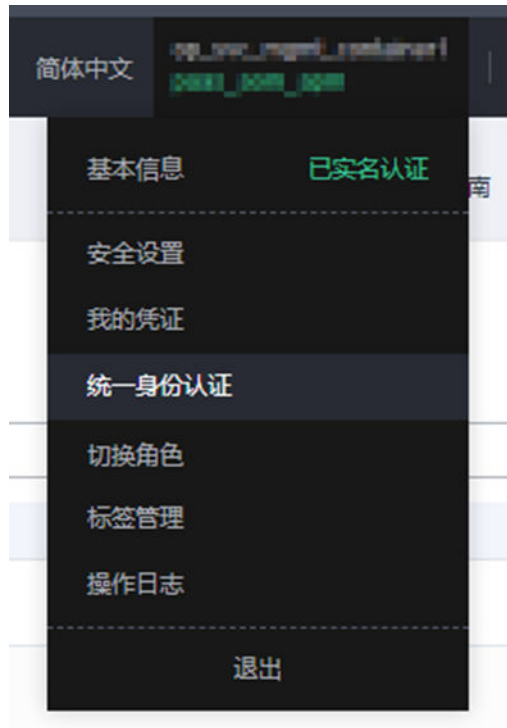 简体中文
基本信息 已实名认证
南
安全设置
我的凭证
统一身份认证
切换角色
标签管理
操作日志
退出